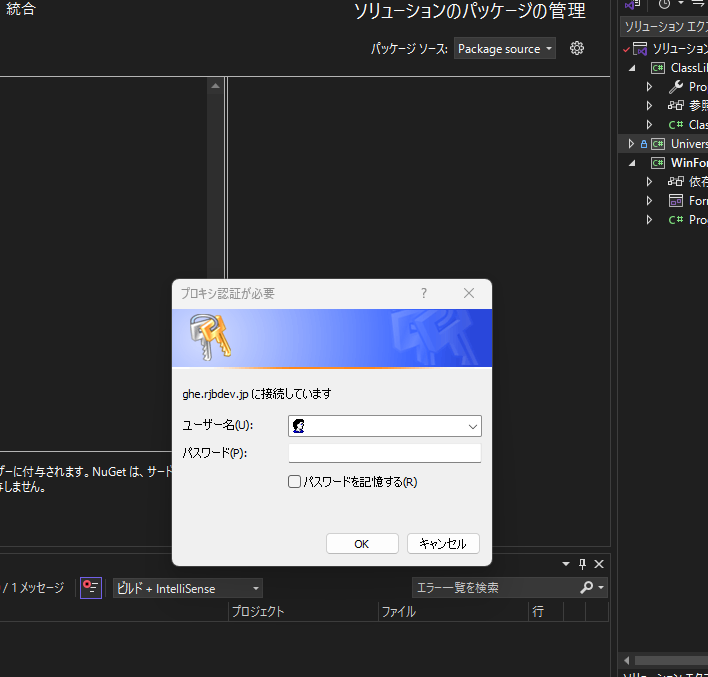 統合
ソリューションのパッケージの管理
パッケージ ソース: Package source
ソリューション エクス
ソリューション
ClassLi
Pro
参照
C# Clas
Univers
WinFor
依存
Forr
C# Pro
プロキシ認証が必要
?
ghe.rjbdev.jp に接続しています
ユーザー名(U):
パスワード(P):
パスワードを記憶する(R)
OK
キャンセル
ザーに付与されます。NuGet は、サード
与しません。
/ 1 メッセージ
ビルド + IntelliSense
エラー一覧を検索
プロジェクト
ファイル
行